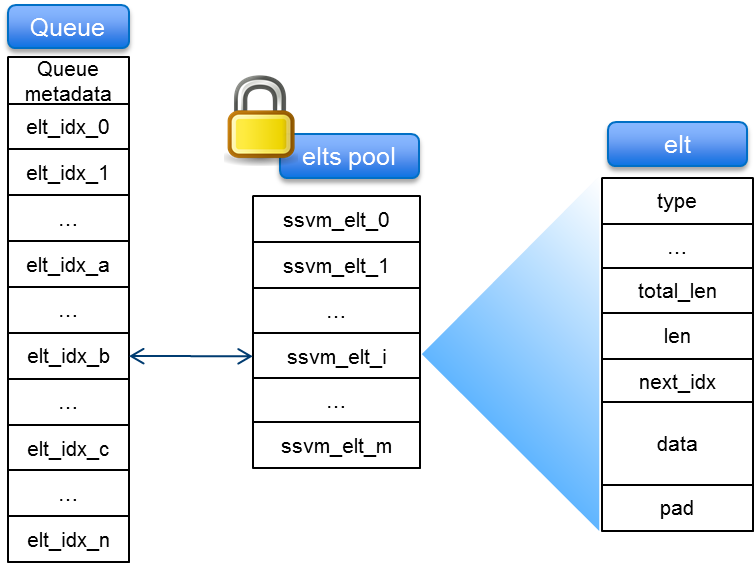 Queue
Queue
metadata
elt_idx_0
elt_idx_1
...
elt_idx_a
...
elt_idx_b
...
elt_idx_c
...
elt_idx_n
elts pool
ssvm_elt_0
ssvm_elt_1
...
ssvm_elt_i
...
ssvm_elt_m
elt
type
...
total_len
len
next_idx
data
pad